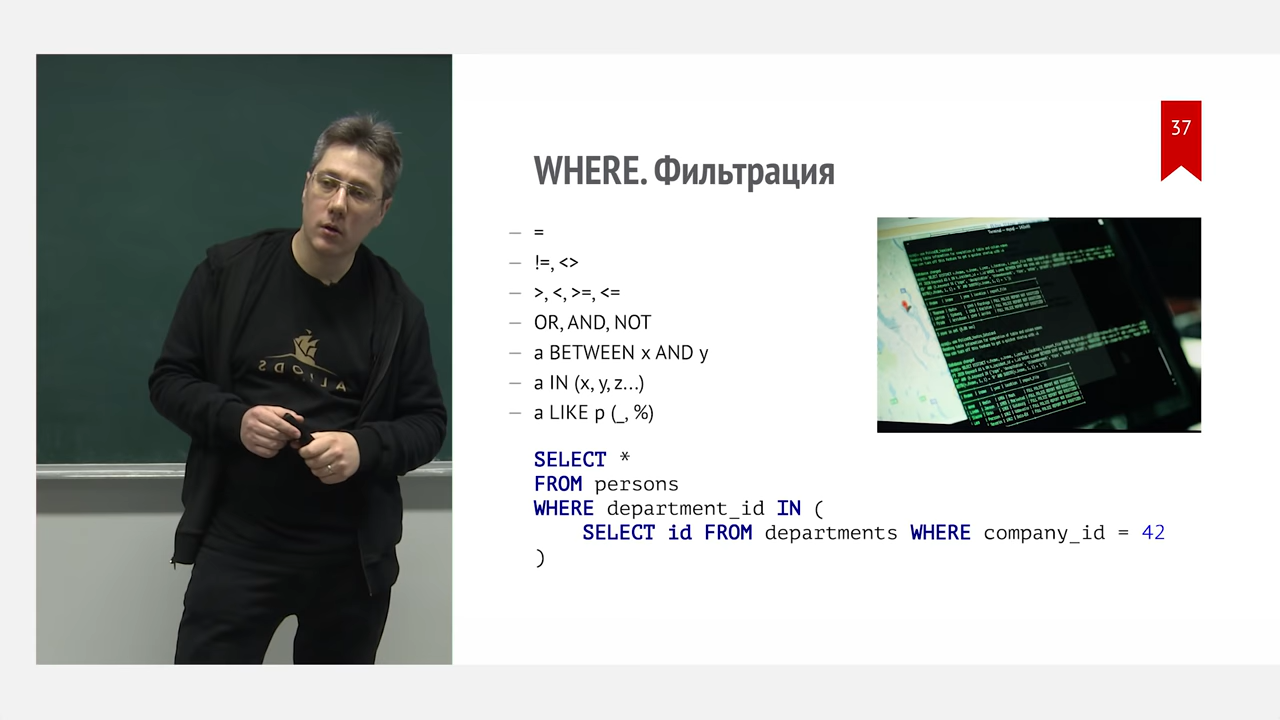 37
WHERE. Фильтрация
– =
– !=, <>
– >, <, >=, <=
– OR, AND, NOT
– a BETWEEN x AND y
– a IN (x, y, z...)
– a LIKE p (_, %)
SELECT *
FROM persons
WHERE department_id IN (
    SELECT id FROM departments WHERE company_id = 42
)